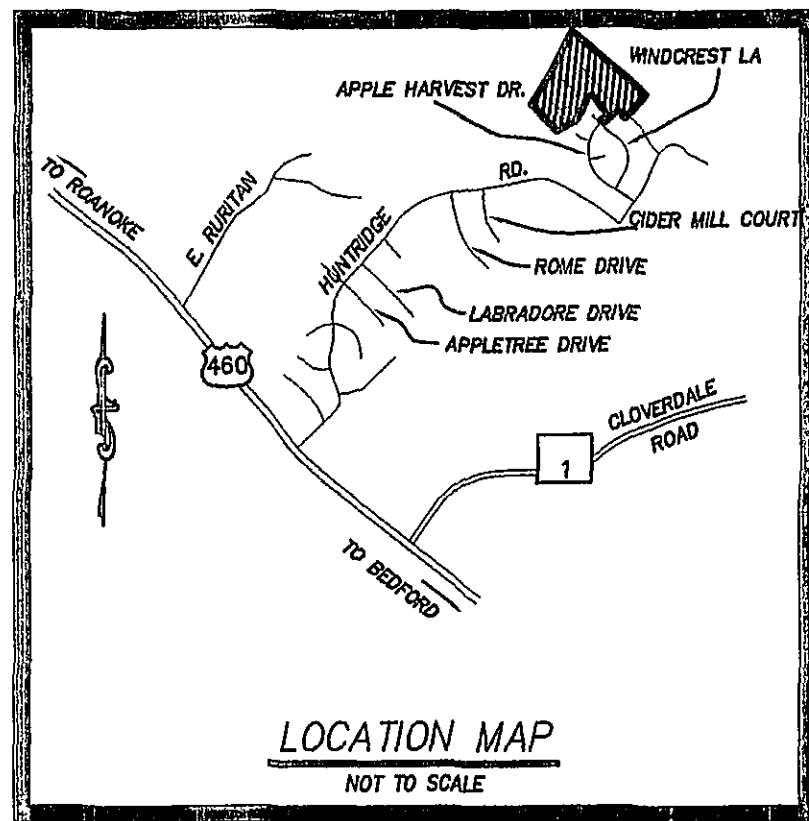 WINDCREST LA
APPLE HARVEST DR.
TO ROANOKE
E. RURITAN
HUNTRIDGE
RD.
CIDER MILL COURT
ROME DRIVE
LABRADORE DRIVE
APPLETREE DRIVE
460
CLOVERDALE
ROAD
1
TO BEDFORD
LOCATION MAP
NOT TO SCALE